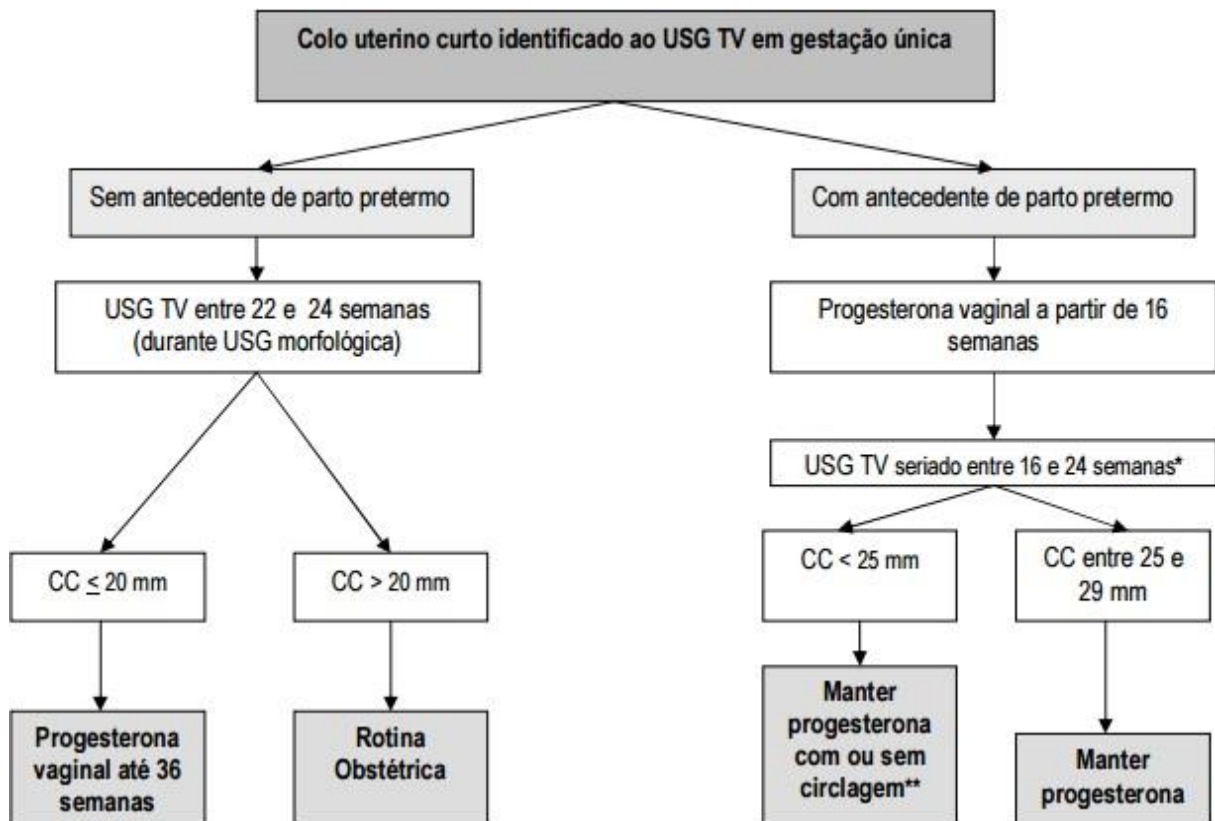 Colo uterino curto identificado ao USG TV em gestação única
Sem antecedente de parto pretermo
Com antecedente de parto pretermo
USG TV entre 22 e 24 semanas
(durante USG morfológica)
Progesterona vaginal a partir de 16
semanas
USG TV seriado entre 16 e 24 semanas*
CC ≤ 20 mm
CC > 20 mm
CC < 25 mm
CC entre 25 e
29 mm
Progesterona
vaginal até 36
semanas
Rotina
Obstétrica
Manter
progesterona
com ou sem
circlagem**
Manter
progesterona